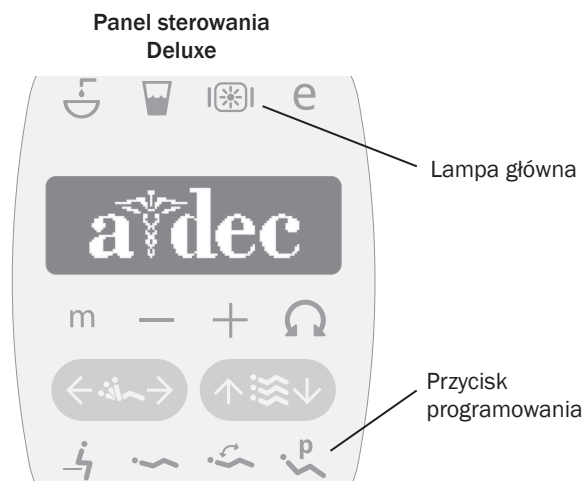 Panel sterowania
Deluxe
e
Lampa główna
a dec
m
Przycisk
programowania
p